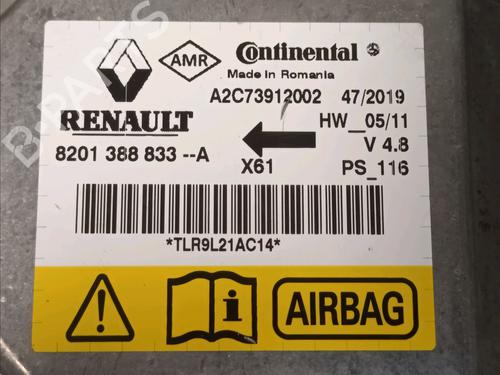 AMR
Continental
Made in Romania
A2C73912002 47/2019
RENAULT
HW__05/11
8201 388 833 --A
V 4.8
X61
PS_116
*TLR9L21AC14*
! i AIRBAG